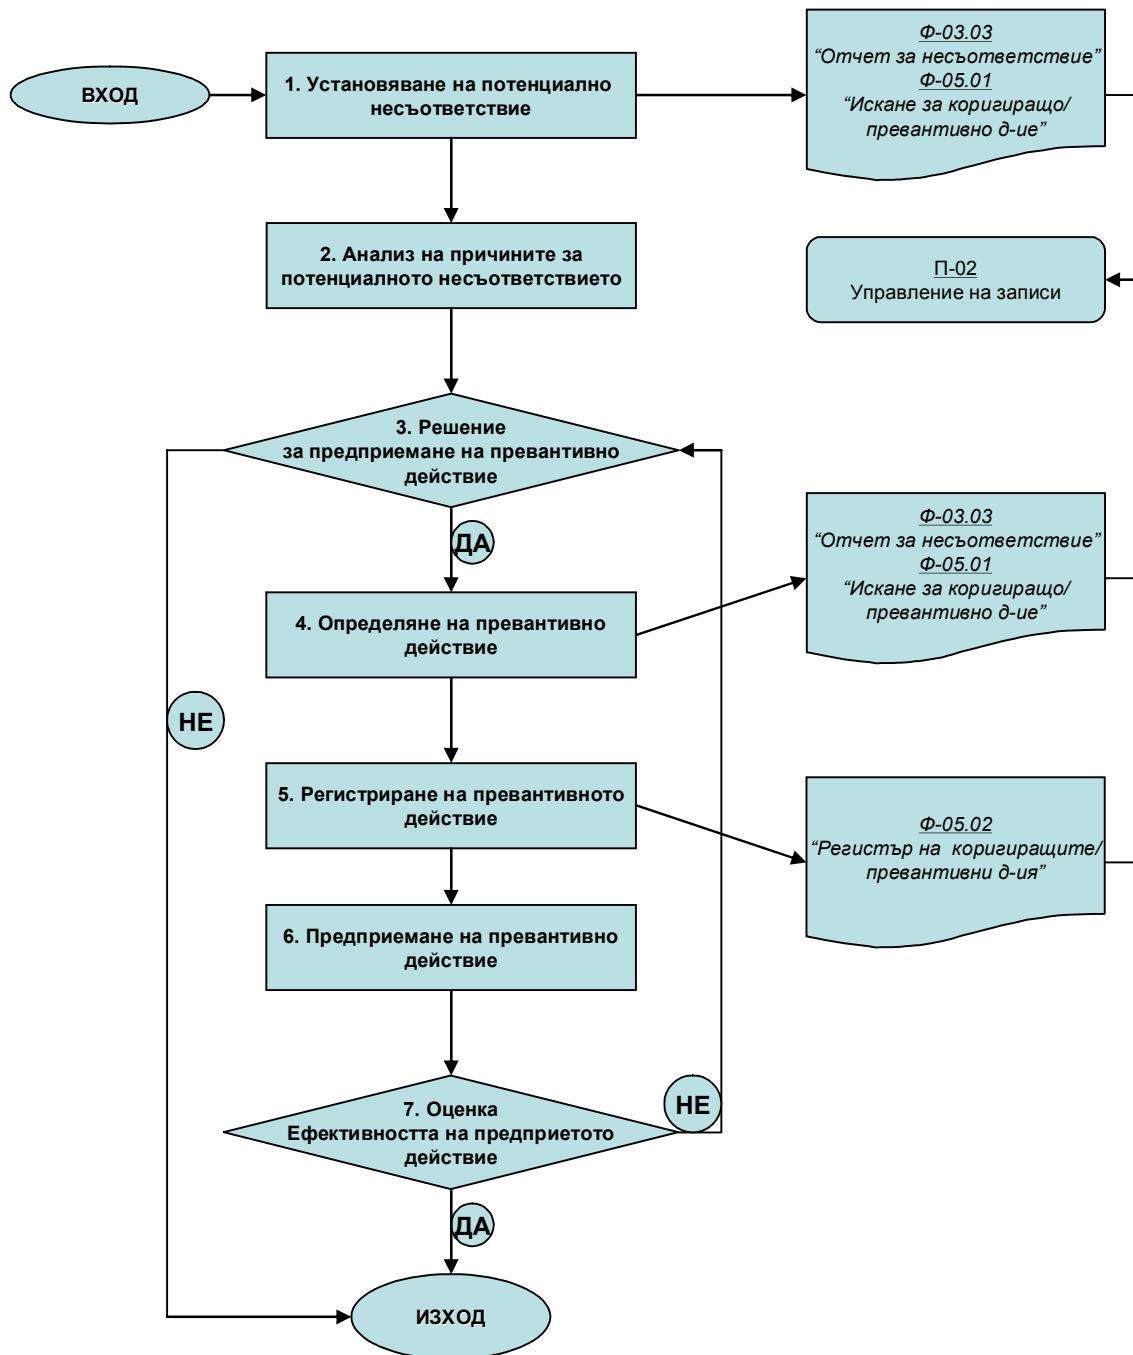 ВХОД
1. Установяване на потенциално
несъответствие
Ф-03.03
“Отчет за несъответствие”
Ф-05.01
“Искане за коригиращо/
превантивно д-ие”
2. Анализ на причините за
потенциалното несъответствието
П-02
Управление на записи
3. Решение
за предприемане на превантивно
действие
ДА
4. Определяне на превантивно
действие
Ф-03.03
“Отчет за несъответствие”
Ф-05.01
“Искане за коригиращо/
превантивно д-ие”
НЕ
5. Регистриране на превантивното
действие
Ф-05.02
“Регистър на коригиращите/
превантивни д-ия”
6. Предприемане на превантивно
действие
7. Оценка
Ефективността на предприетото
действие
НЕ
ДА
ИЗХОД